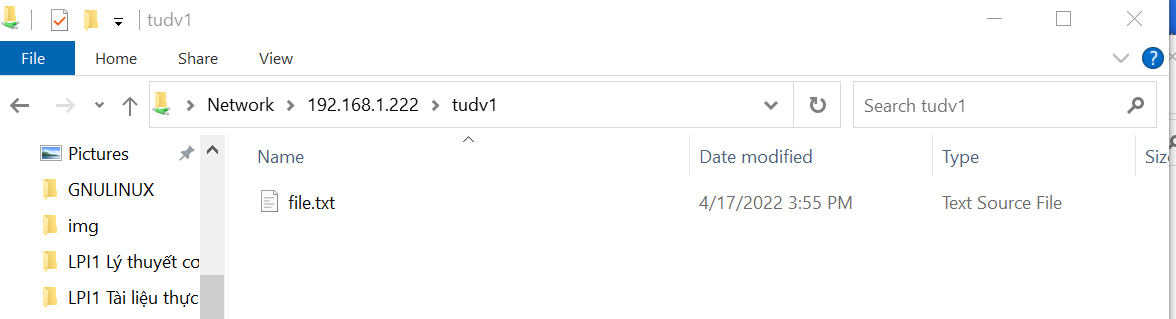 tudv1
File Home Share View
Network 192.168.1.222 tudv1
Search tudv1
Pictures
GNULINUX
img
LPI1 Lý thuyết cơ
LPI1 Tài liệu thực
Name Date modified Type Siz
file.txt 4/17/2022 3:55 PM Text Source File